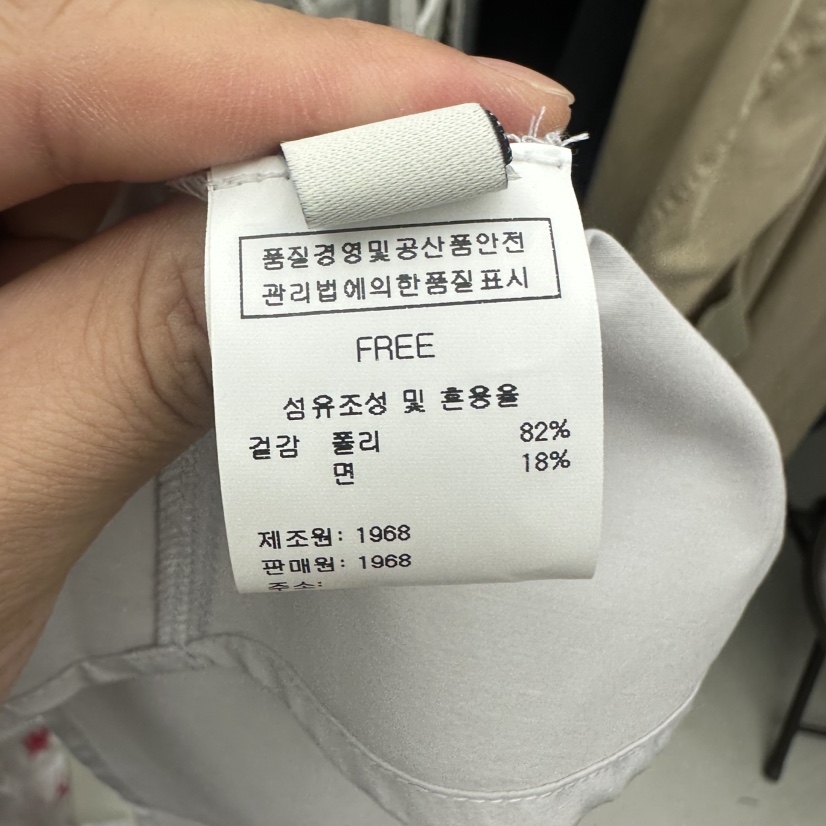 품질경영및공산품안전
관리법에의한품질표시
FREE
섬유조성 및 혼용율
겉감 폴리 82%
면 18%
제조원: 1968
판매원: 1968
주소: